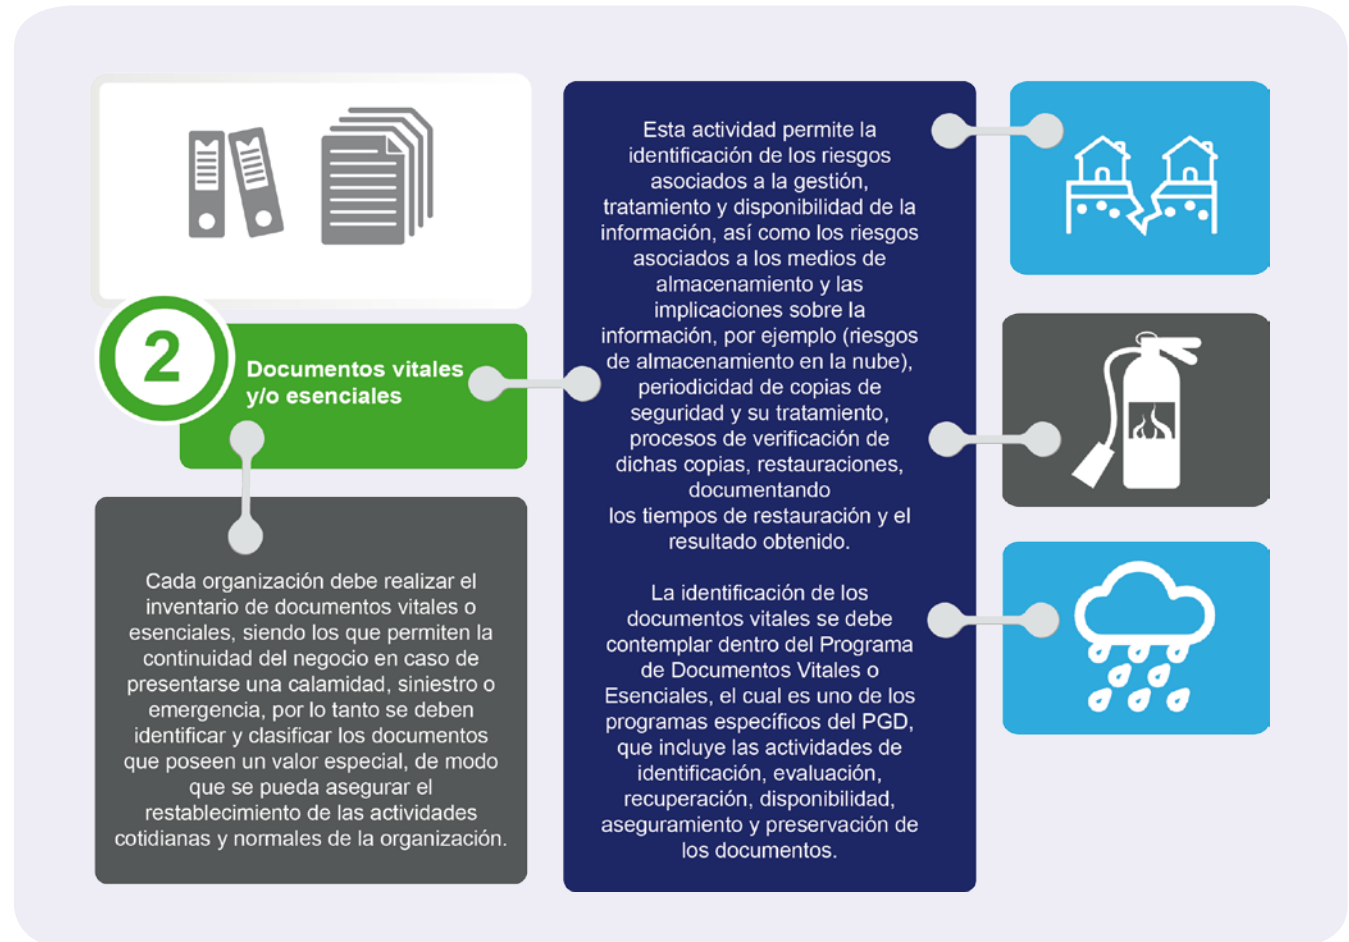 2
Documentos vitales
y/o esenciales
Cada organización debe realizar el
inventario de documentos vitales o
esenciales, siendo los que permiten la
continuidad del negocio en caso de
presentarse una calamidad, siniestro o
emergencia, por lo tanto se deben
identificar y clasificar los documentos
que poseen un valor especial, de modo
que se pueda asegurar el
restablecimiento de las actividades
cotidianas y normales de la organización.
Esta actividad permite la
identificación de los riesgos
asociados a la gestión,
tratamiento y disponibilidad de la
información, así como los riesgos
asociados a los medios de
almacenamiento y las
implicaciones sobre la
información, por ejemplo (riesgos
de almacenamiento en la nube),
periodicidad de copias de
seguridad y su tratamiento,
procesos de verificación de
dichas copias, restauraciones,
documentando
los tiempos de restauración y el
resultado obtenido.
La identificación de los
documentos vitales se debe
contemplar dentro del Programa
de Documentos Vitales o
Esenciales, el cual es uno de los
programas específicos del PGD,
que incluye las actividades de
identificación, evaluación,
recuperación, disponibilidad,
aseguramiento y preservación de
los documentos.